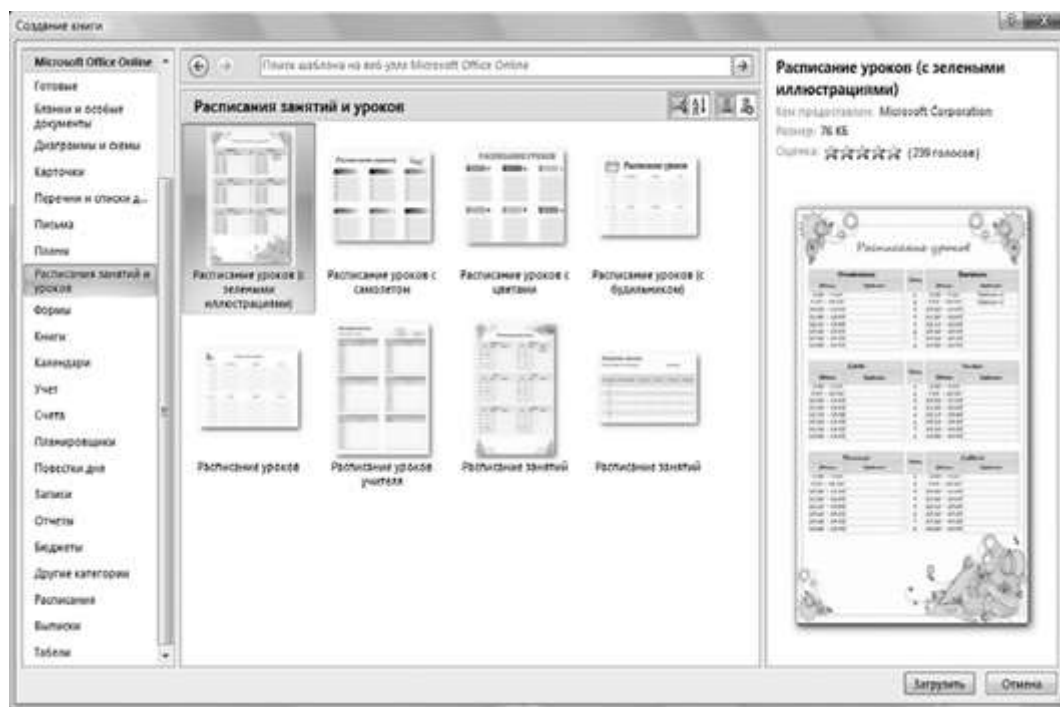 Создание книги
Microsoft Office Online
Готовые
Бланки и особые
документы
Диаграммы и схемы
Карточки
Перечни и списки д...
Письма
Планы
Расписания занятий и
уроков
Формы
Книги
Календари
Учет
Счета
Планировщики
Повестки дня
Записи
Отчеты
Бюджеты
Другие категории
Расписания
Выписки
Табели
Поиск шаблона на веб-узле Microsoft Office Online
Расписания занятий и уроков
Расписание уроков (с
зелеными
иллюстрациями)
Расписание уроков с
самолетом
Расписание уроков с
цветами
Расписание уроков (с
будильником)
Расписание уроков
Расписание уроков
учителя
Расписание занятий
Расписание занятий
Расписание уроков (с зелеными
иллюстрациями)
Кем предоставлен: Microsoft Corporation
Размер: 76 КБ
Оценка: (239 голосов)
Расписание уроков
Загрузить
Отмена